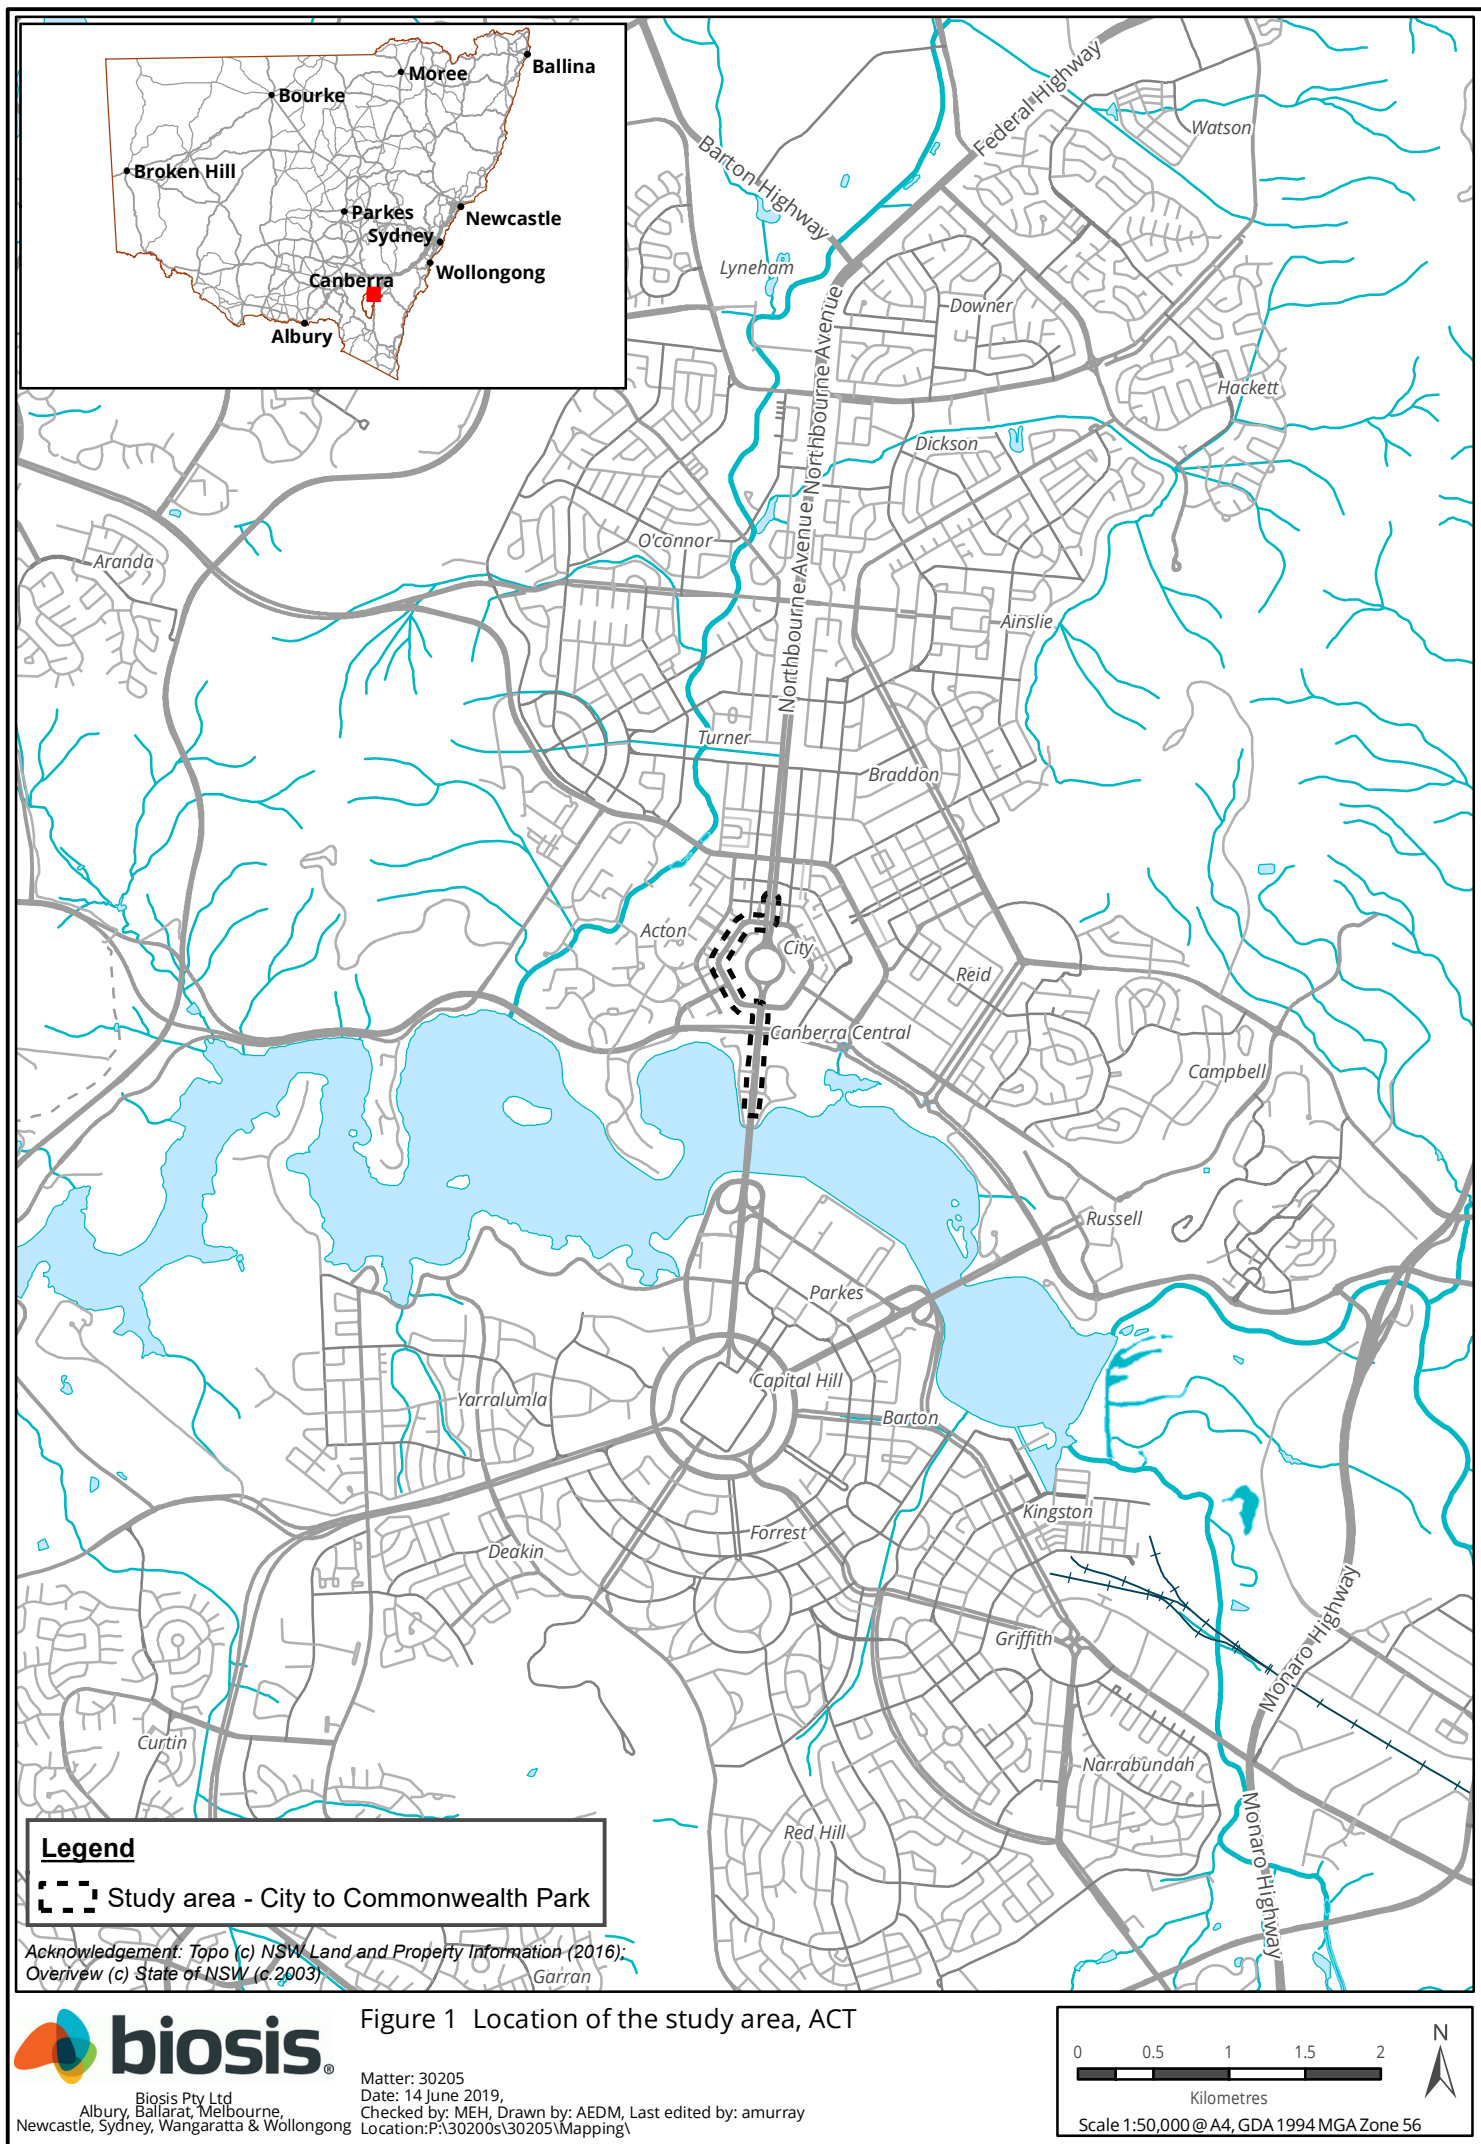 Moree
Ballina
Bourke
Broken Hill
Parkes
Newcastle
Sydney
Wollongong
Canberra
Albury
Federal Highway
Watson
Barton Highway
Lyneham
Downer
Northbourne Avenue
Hackett
Dickson
Northbourne Avenue
O'connor
Aranda
Ainslie
Northbourne Avenue
Turner
Braddon
Acton
City
Reid
Canberra Central
Campbell
Russell
Parkes
Capital Hill
Yarralumla
Barton
Kingston
Forrest
Deakin
Griffith
Monaro Highway
Curtin
Narrabundah
Red Hill
Monaro Highway
Garran
Legend
Study area - City to Commonwealth Park
Acknowledgement: Topo (c) NSW Land and Property Information (2016);
Overivew (c) State of NSW (c.2003)
biosis®
Biosis Pty Ltd
Albury, Ballarat, Melbourne,
Newcastle, Sydney, Wangaratta & Wollongong
Figure 1 Location of the study area, ACT
Matter: 30205
Date: 14 June 2019,
Checked by: MEH, Drawn by: AEDM, Last edited by: amurray
Location:P:\30200s\30205\Mapping\
0 0.5 1 1.5 2
Kilometres
N
Scale 1:50,000 @ A4, GDA 1994 MGA Zone 56